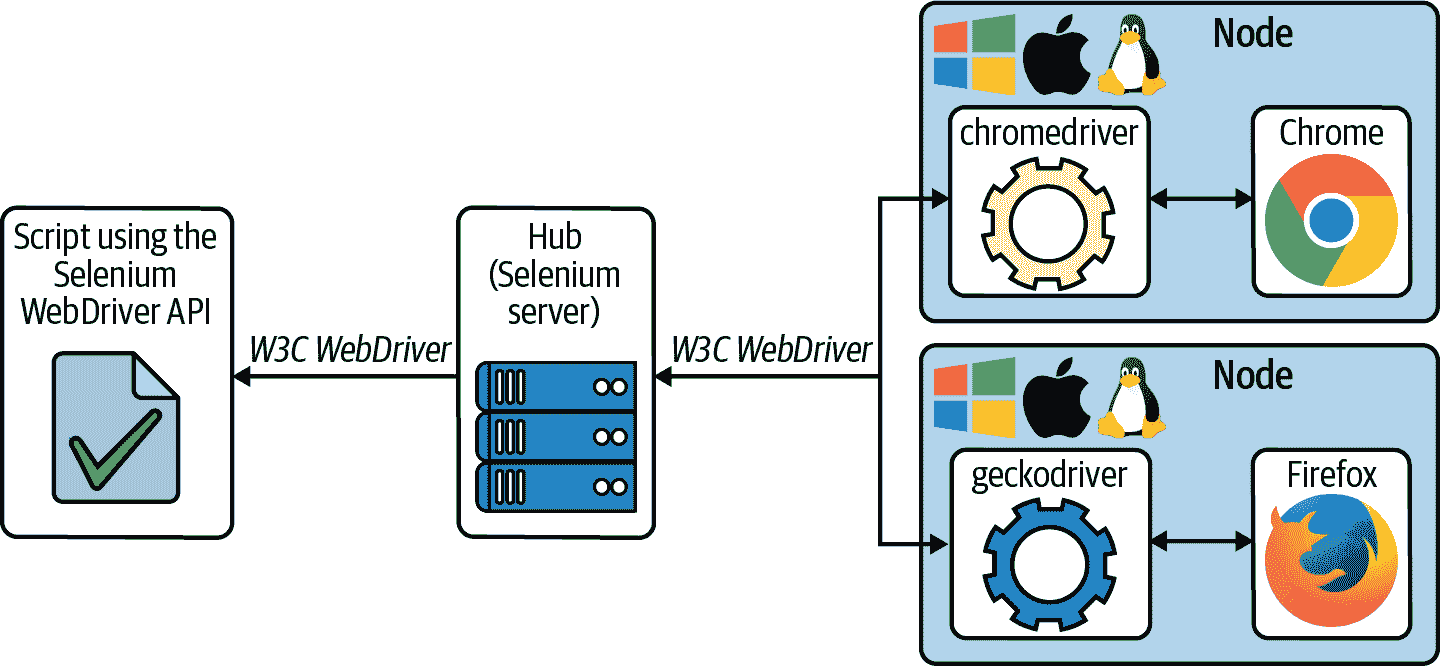 Script using the
Selenium
WebDriver API
W3C WebDriver
Hub
(Selenium
server)
W3C WebDriver
Node
chromedriver
Chrome
Node
geckodriver
Firefox